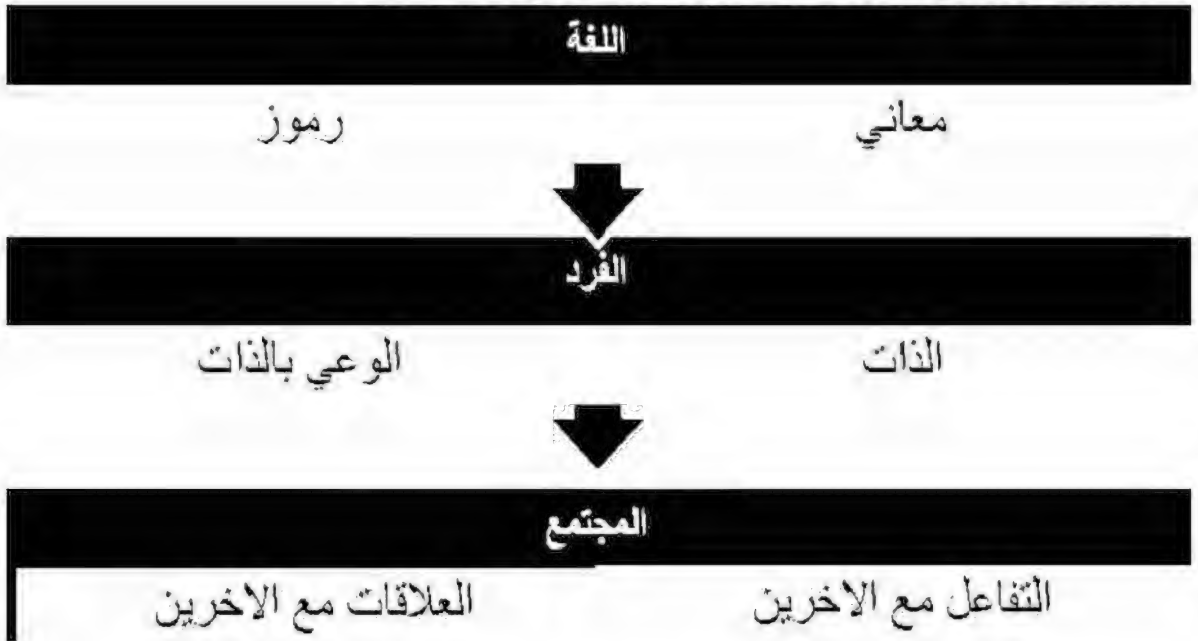 اللغة
معاني رموز
الفرد
الذات الوعي بالذات
المجتمع
التفاعل مع الاخرين العلاقات مع الاخرين